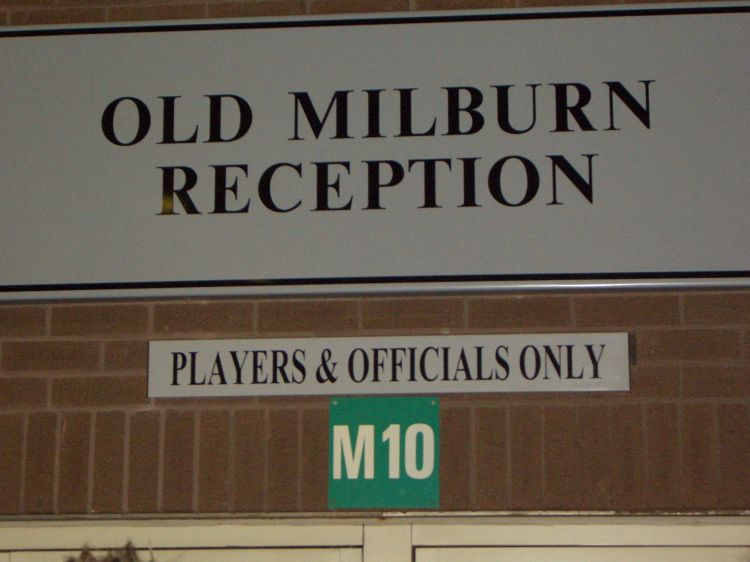 OLD MILBURN
RECEPTION
PLAYERS & OFFICIALS ONLY
M10